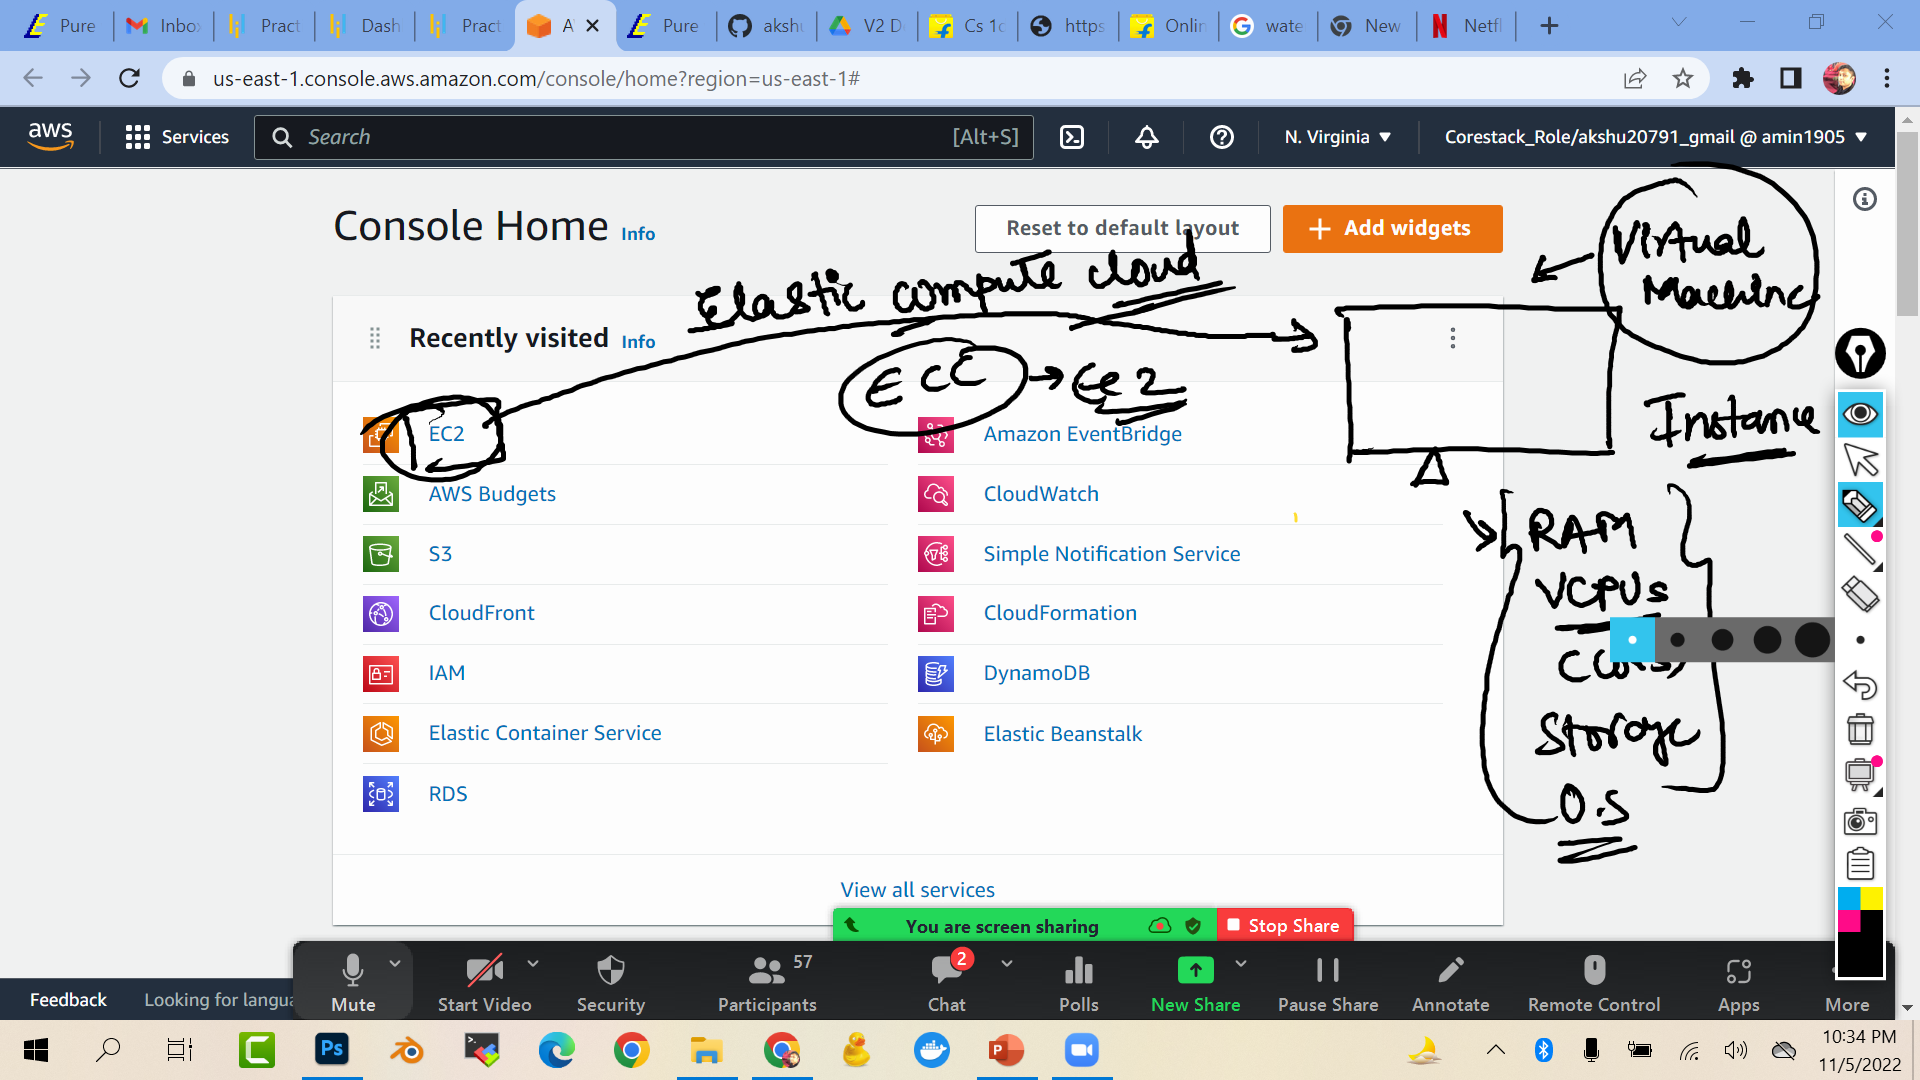 Pure
Inbo
Pract
Dash
Pract
A
Pure
akshu
V2 D
Cs 1c
https
Onlin
wate
New
Netfl
us-east-1.console.aws.amazon.com/console/home?region=us-east-1#
aws
Services
Search
[Alt+S]
N. Virginia
Corestack_Role/akshu20791_gmail @ amin1905
Console Home Info
Reset to default layout
Add widgets
Virtual
Machine
Elastic compute cloud
Recently visited Info
ECC → EC2
Instance
EC2
Amazon EventBridge
AWS Budgets
CloudWatch
S3
Simple Notification Service
CloudFront
CloudFormation
IAM
DynamoDB
Elastic Container Service
Elastic Beanstalk
RDS
RAM
VCPUs
Storage
O.S
View all services
You are screen sharing
Stop Share
Feedback
Looking for langua
Mute
Start Video
Security
Participants
57
Chat
2
Polls
New Share
Pause Share
Annotate
Remote Control
Apps
More
Ps
10:34 PM
11/5/2022